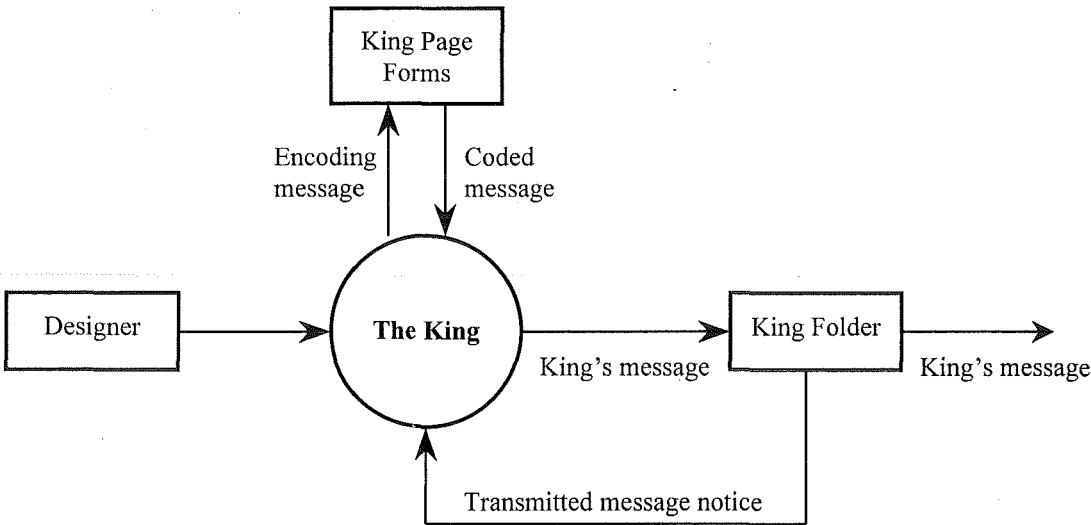 King Page
Forms
Encoding
message
Coded
message
Designer
The King
King's message
King Folder
King's message
Transmitted message notice